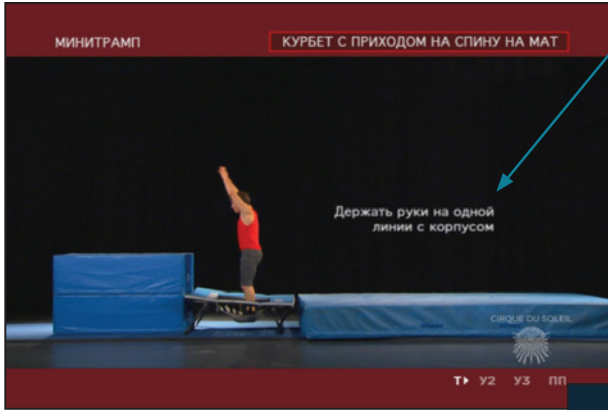 МИНИТРАМП
КУРБЕТ С ПРИХОДОМ НА СПИНУ НА МАТ
Держать руки на одной
линии с корпусом
CIRQUE DU SOLEIL
Т У2 У3 ПП